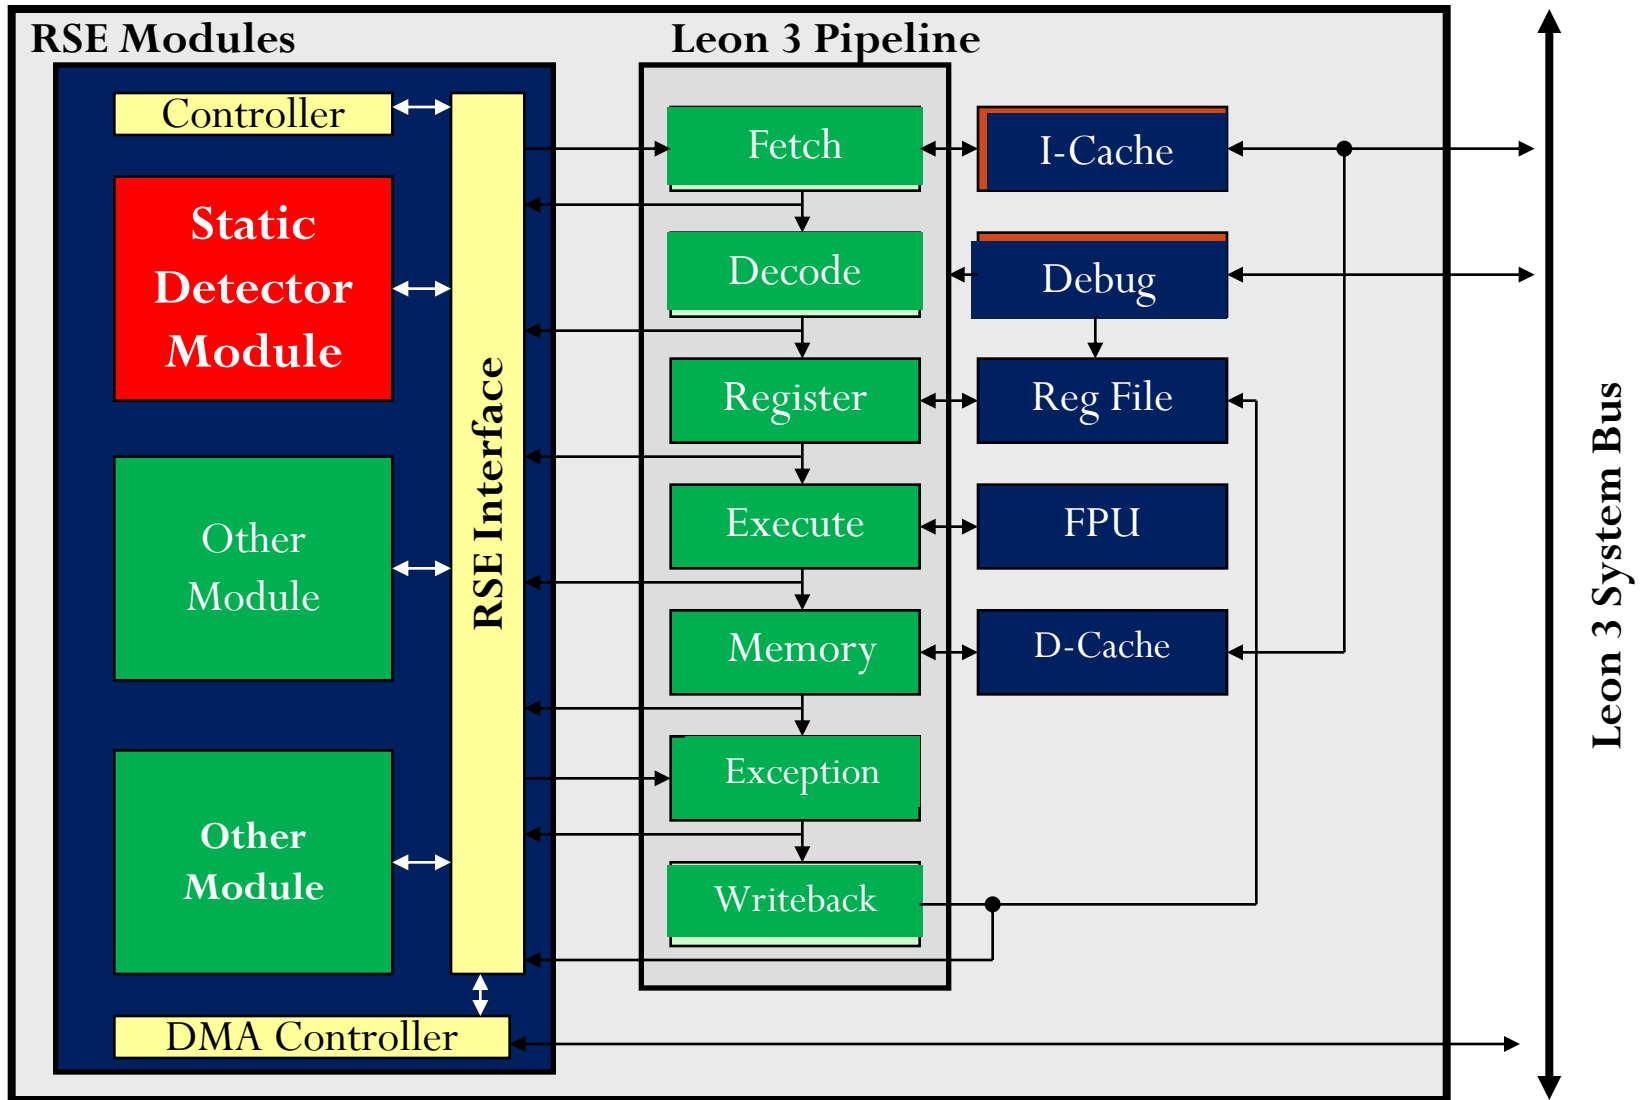 RSE Modules
Leon 3 Pipeline
Controller
Static
Detector
Module
Other
Module
Other
Module
DMA Controller
RSE Interface
Fetch
Decode
Register
Execute
Memory
Exception
Writeback
I-Cache
Debug
Reg File
FPU
D-Cache
Leon 3 System Bus